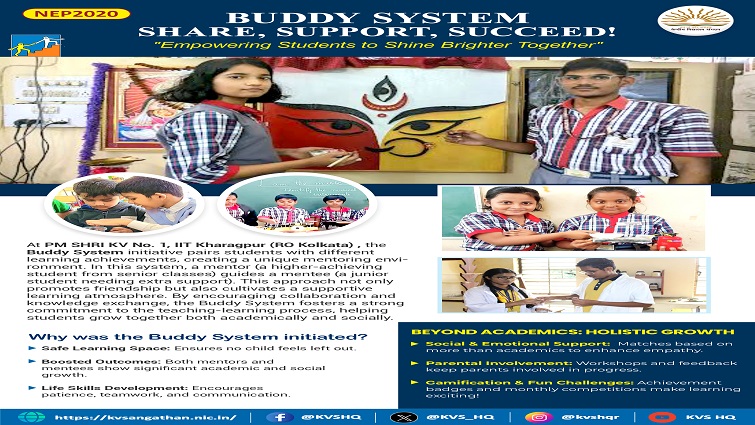 NEP2020
BUDDY SYSTEM
SHARE, SUPPORT, SUCCEED!
"Empowering Students to Shine Brighter Together"
At PM SHRI KV No. 1, IIT Kharagpur (RO Kolkata) , the
Buddy System initiative pairs students with different
learning achievements, creating a unique mentoring envi-
ronment. In this system, a mentor (a higher-achieving
student from senior classes) guides a mentee (a junior
student needing extra support). This approach not only
promotes friendship but also cultivates a supportive
learning atmosphere. By encouraging collaboration and
knowledge exchange, the Buddy System fosters a strong
commitment to the teaching-learning process, helping
students grow together both academically and socially.
Why was the Buddy System initiated?
Safe Learning Space: Ensures no child feels left out.
Boosted Outcomes: Both mentors and
mentees show significant academic and social
growth.
Life Skills Development: Encourages
patience, teamwork, and communication.
BEYOND ACADEMICS: HOLISTIC GROWTH
Social & Emotional Support: Matches based on
more than academics to enhance empathy.
Parental Involvement: Workshops and feedback
keep parents involved in progress.
Gamification & Fun Challenges: Achievement
badges and monthly competitions make learning
exciting!
https://kvsangathan.nic.in/
@KVSHQ
@KVS_HQ
@kvshqr
KVS HQ